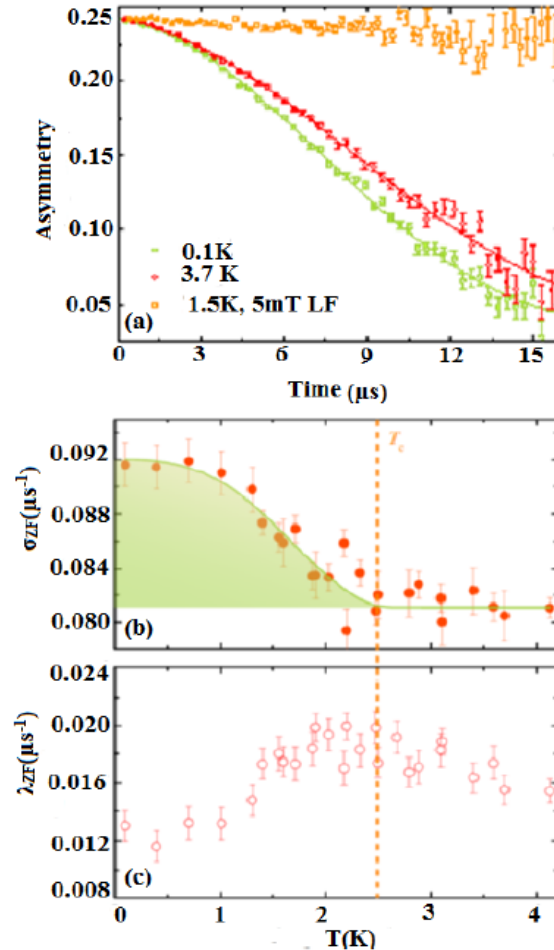 0.25
0.20
0.15
0.10
0.05
Asymmetry
0.1K
3.7 K
1.5K, 5mT LF
(a)
0 3 6 9 12 15
Time (μs)
0.092
0.088
0.084
0.080
σZF(μs-1)
Tc
(b)
0.024
0.020
0.016
0.012
0.008
λZF(μs-1)
(c)
0 1 2 3 4
T(K)